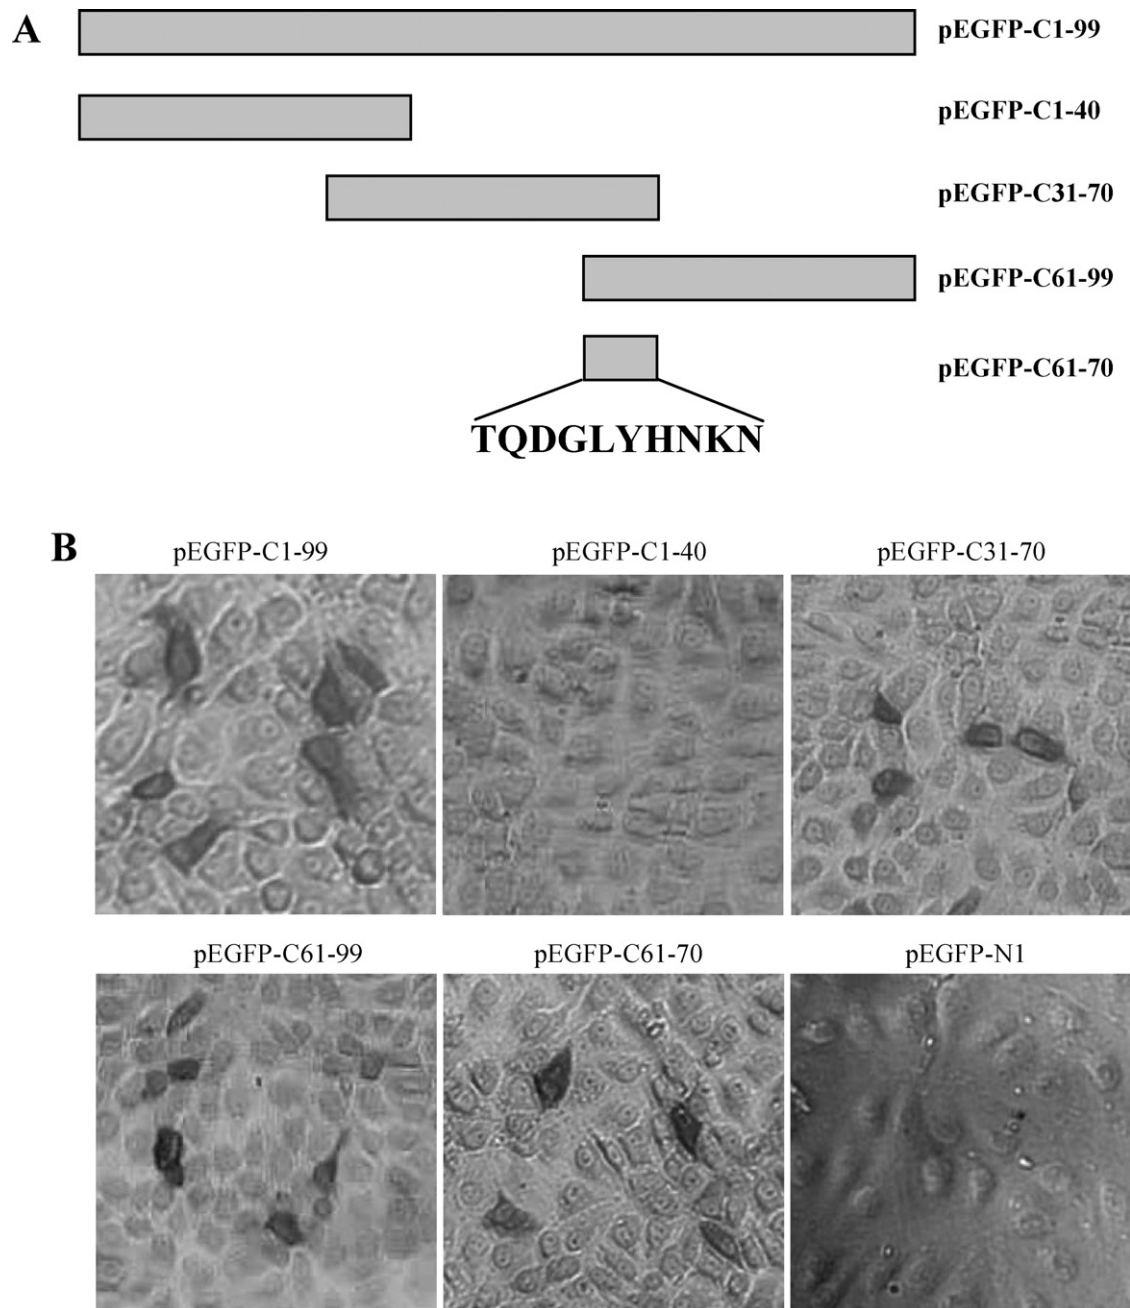 A
pEGFP-C1-99
pEGFP-C1-40
pEGFP-C31-70
pEGFP-C61-99
pEGFP-C61-70
TQDGLYHNKN
B
pEGFP-C1-99 pEGFP-C1-40 pEGFP-C31-70
pEGFP-C61-99 pEGFP-C61-70 pEGFP-N1